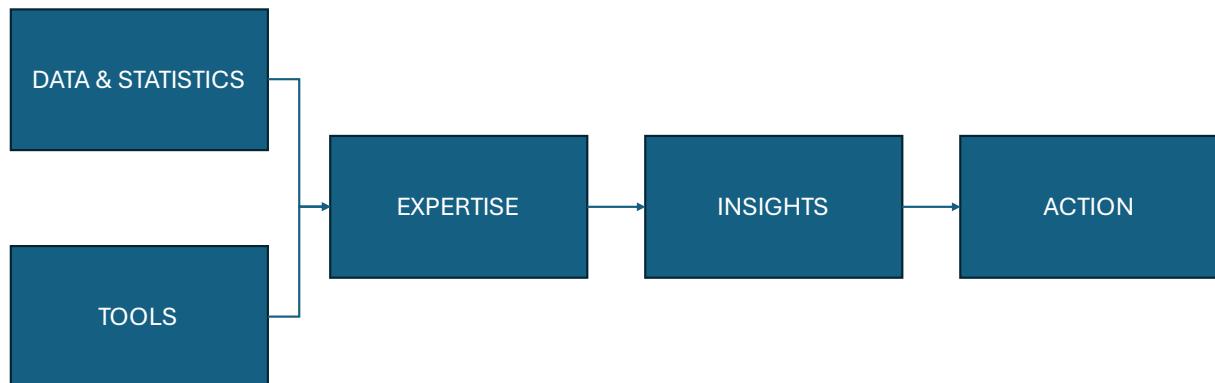 DATA & STATISTICS
TOOLS
EXPERTISE
INSIGHTS
ACTION